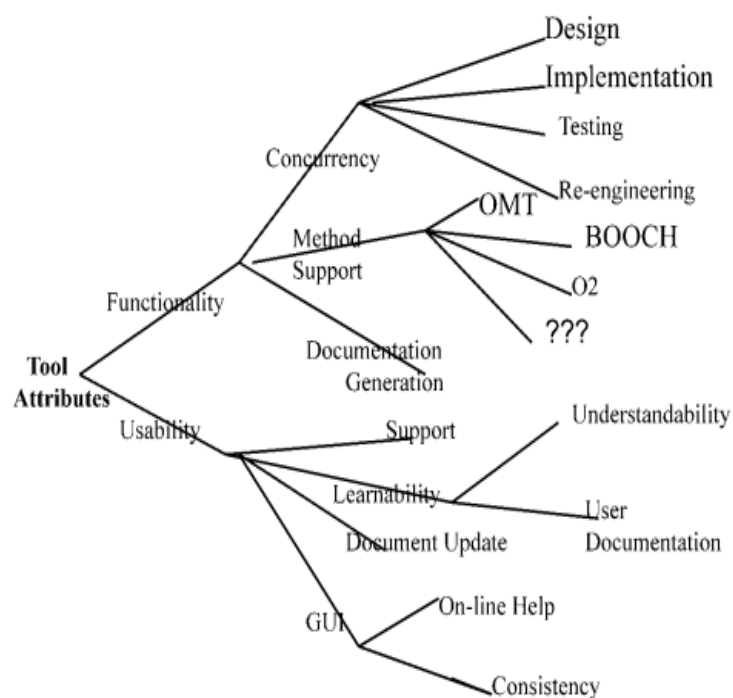 Design
Implementation
Testing
Concurrency
Re-engineering
OMT
Method
Support
BOOCH
O2
Functionality
???
Documentation
Generation
Tool
Attributes
Usability
Support
Understandability
Learnability
User
Documentation
Document Update
On-line Help
GUI
Consistency